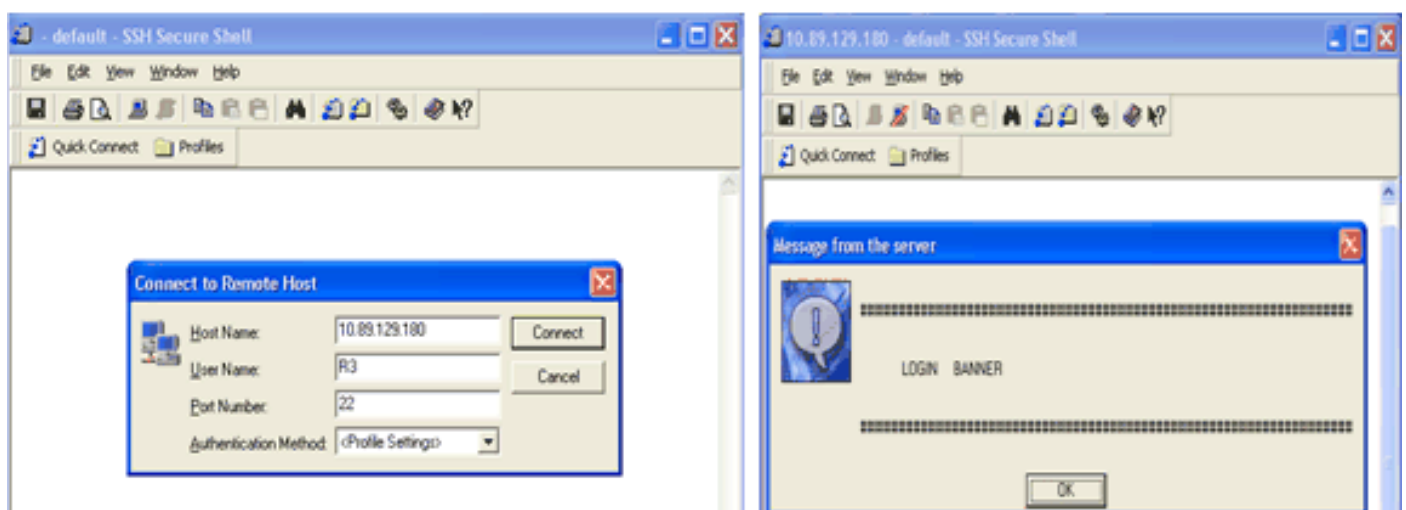 - default - SSH Secure Shell
File Edit View Window Help
Quick Connect Profiles
Connect to Remote Host
Host Name: 10.89.129.180 Connect
User Name: R3 Cancel
Port Number: 22
Authentication Method: <Profile Settings>
10.89.129.180 - default - SSH Secure Shell
File Edit View Window Help
Quick Connect Profiles
Message from the server
LOGIN BANNER
OK